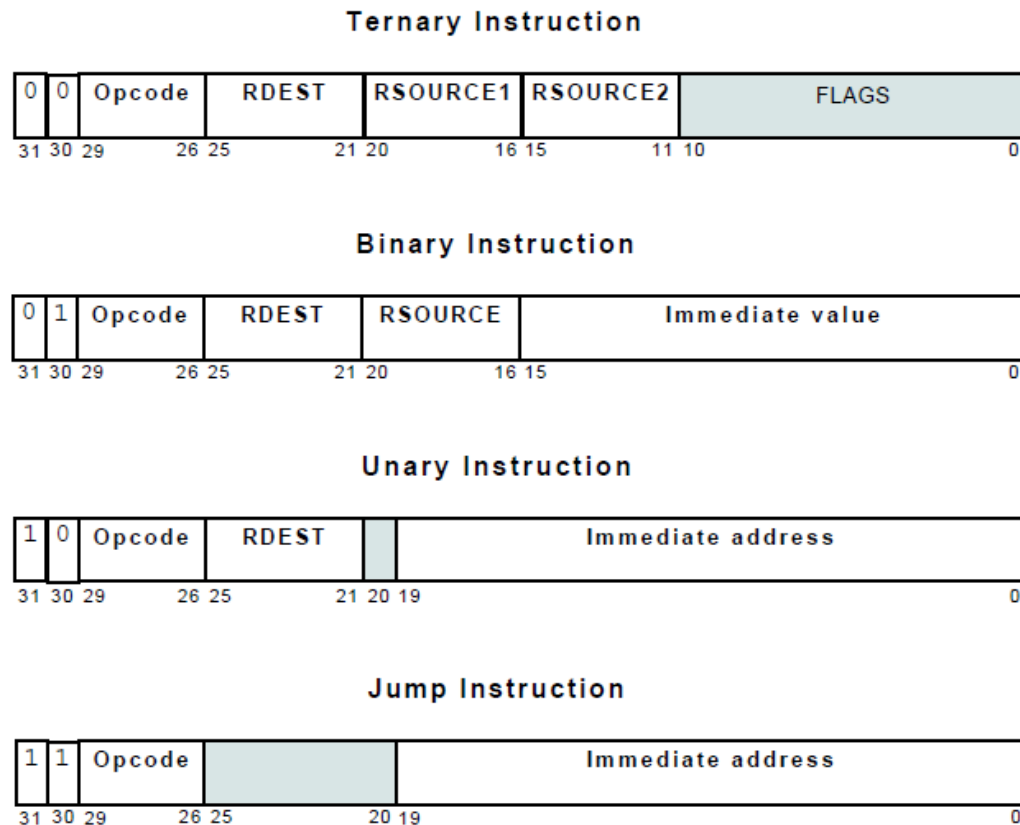 Ternary Instruction
0 0 Opcode RDEST RSOURCE1 RSOURCE2 FLAGS
31 30 29 26 25 21 20 16 15 11 10 0
Binary Instruction
0 1 Opcode RDEST RSOURCE Immediate value
31 30 29 26 25 21 20 16 15 0
Unary Instruction
1 0 Opcode RDEST Immediate address
31 30 29 26 25 21 20 19 0
Jump Instruction
1 1 Opcode Immediate address
31 30 29 26 25 20 19 0